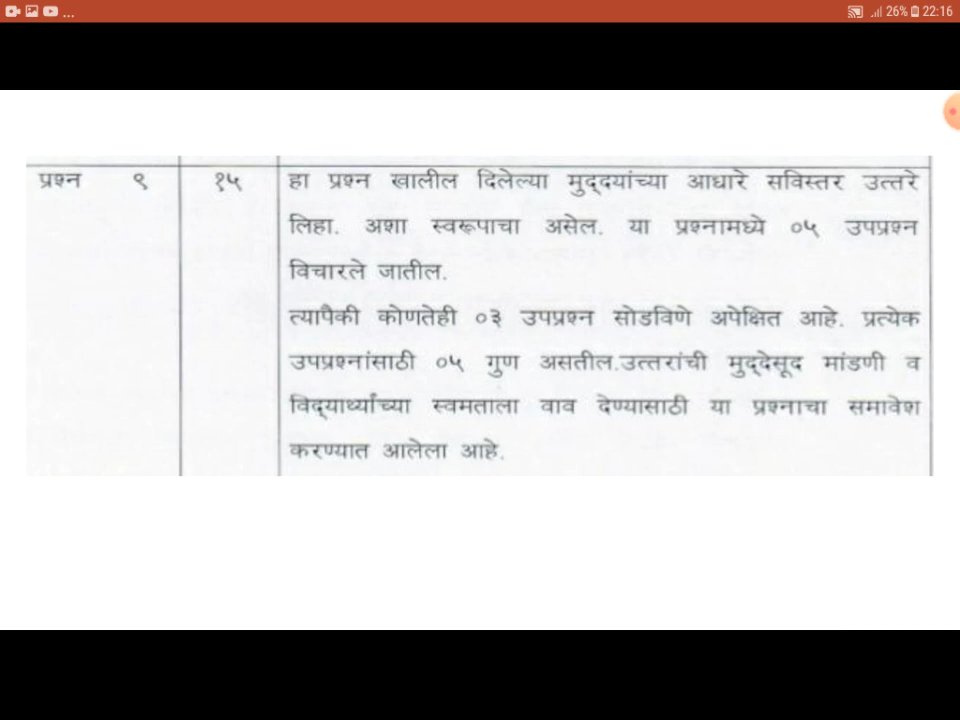 ... 26% 22:16
प्रश्न ९ १५ हा प्रश्न खालील दिलेल्या मुद्दयांच्या आधारे सविस्तर उत्तरे
लिहा. अशा स्वरूपाचा असेल. या प्रश्नामध्ये ०५ उपप्रश्न
विचारले जातील.
त्यापैकी कोणतेही ०३ उपप्रश्न सोडविणे अपेक्षित आहे. प्रत्येक
उपप्रश्नांसाठी ०५ गुण असतील.उत्तरांची मुद्देसूद मांडणी व
विद्यार्थ्यांच्या स्वमताला वाव देण्यासाठी या प्रश्नाचा समावेश
करण्यात आलेला आहे.